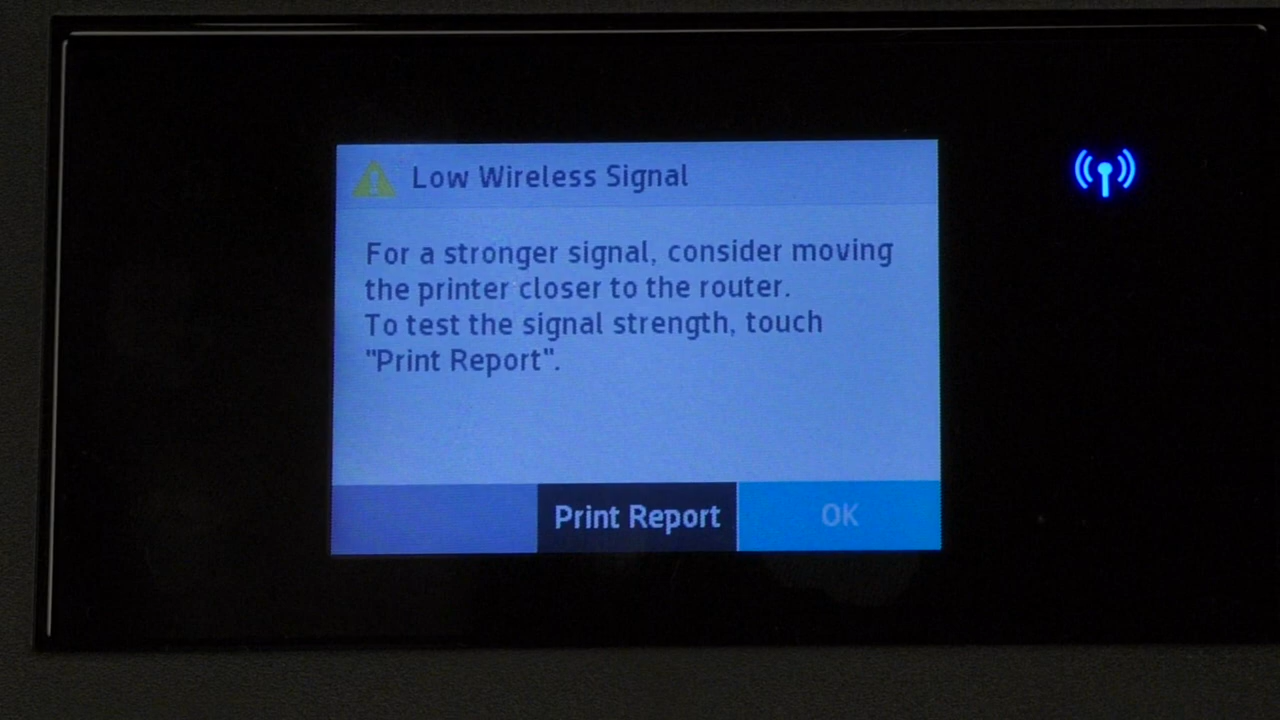 Low Wireless Signal
For a stronger signal, consider moving
the printer closer to the router.
To test the signal strength, touch
"Print Report".
Print Report
OK